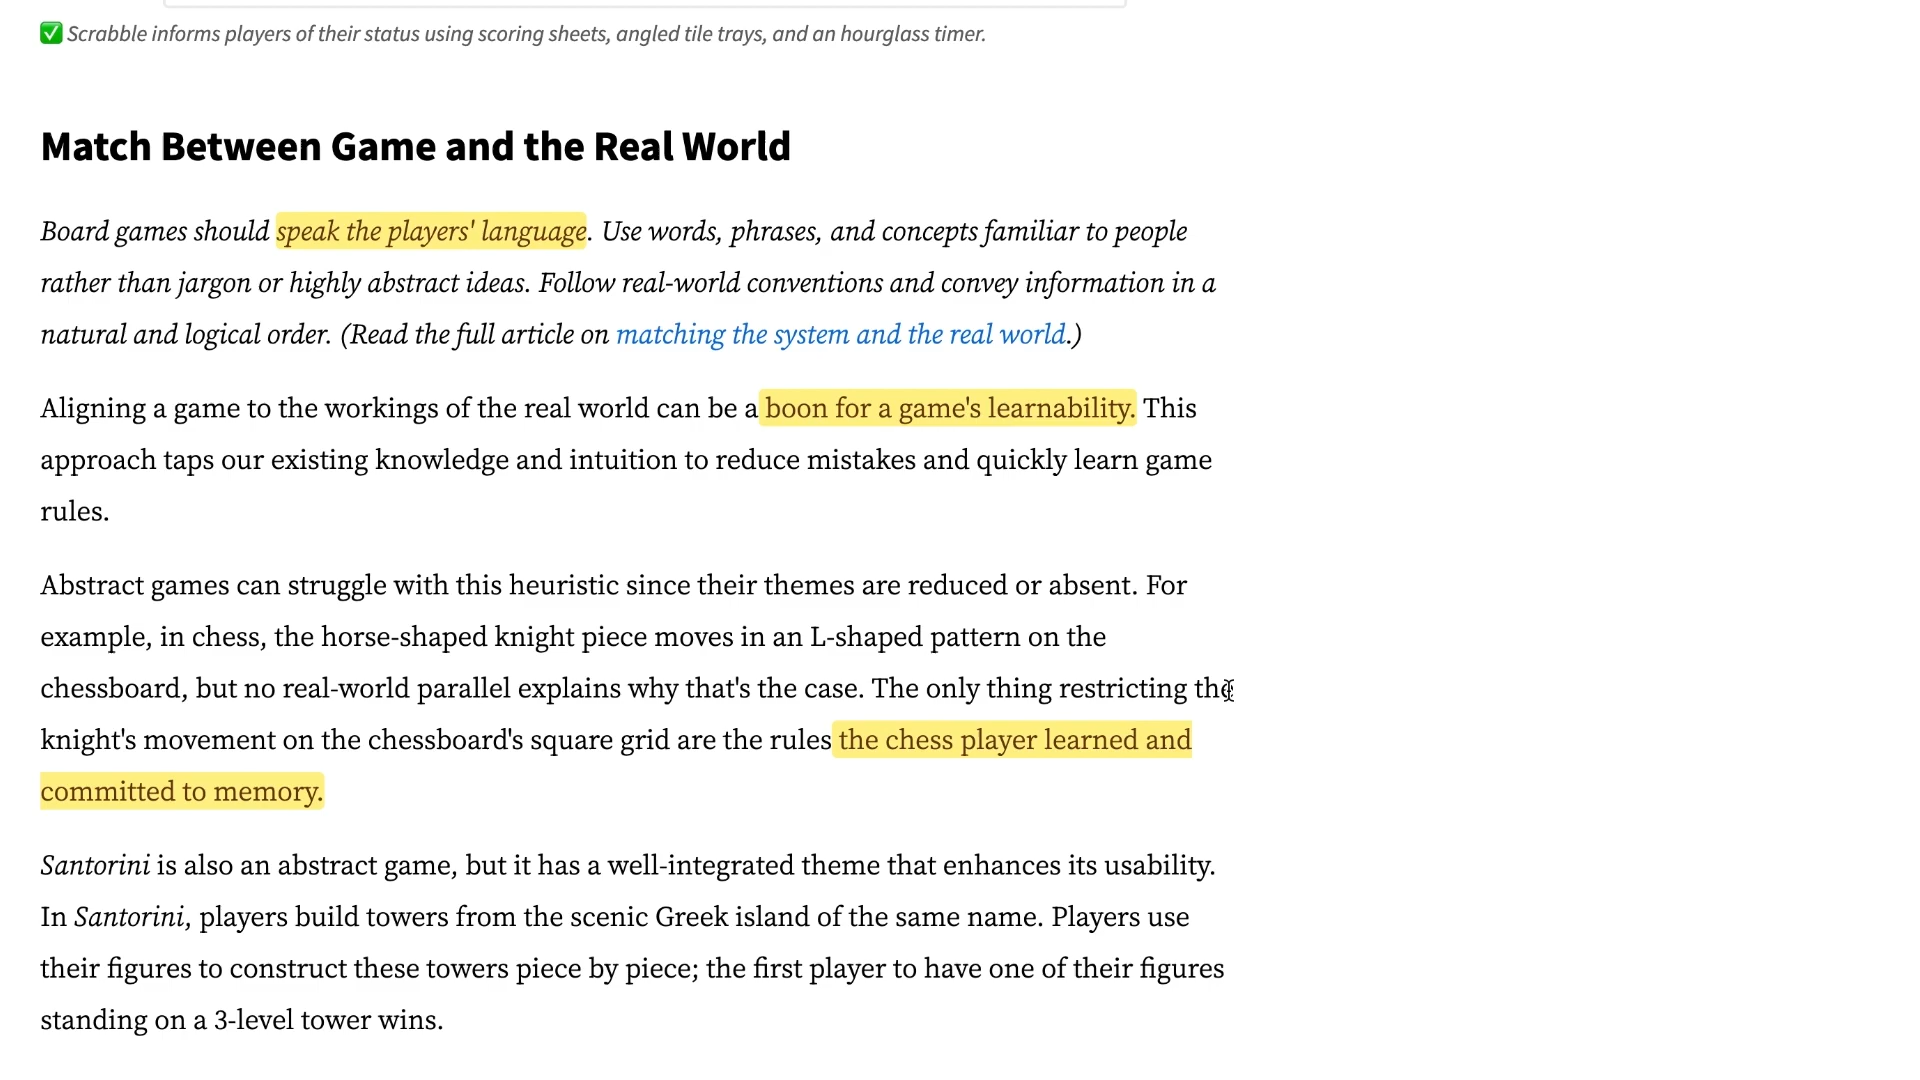 ✅ Scrabble informs players of their status using scoring sheets, angled tile trays, and an hourglass timer.
Match Between Game and the Real World
Board games should speak the players' language. Use words, phrases, and concepts familiar to people
rather than jargon or highly abstract ideas. Follow real-world conventions and convey information in a
natural and logical order. (Read the full article on matching the system and the real world.)
Aligning a game to the workings of the real world can be a boon for a game's learnability. This
approach taps our existing knowledge and intuition to reduce mistakes and quickly learn game
rules.
Abstract games can struggle with this heuristic since their themes are reduced or absent. For
example, in chess, the horse-shaped knight piece moves in an L-shaped pattern on the
chessboard, but no real-world parallel explains why that's the case. The only thing restricting the
knight's movement on the chessboard's square grid are the rules the chess player learned and
committed to memory.
Santorini is also an abstract game, but it has a well-integrated theme that enhances its usability.
In Santorini, players build towers from the scenic Greek island of the same name. Players use
their figures to construct these towers piece by piece; the first player to have one of their figures
standing on a 3-level tower wins.